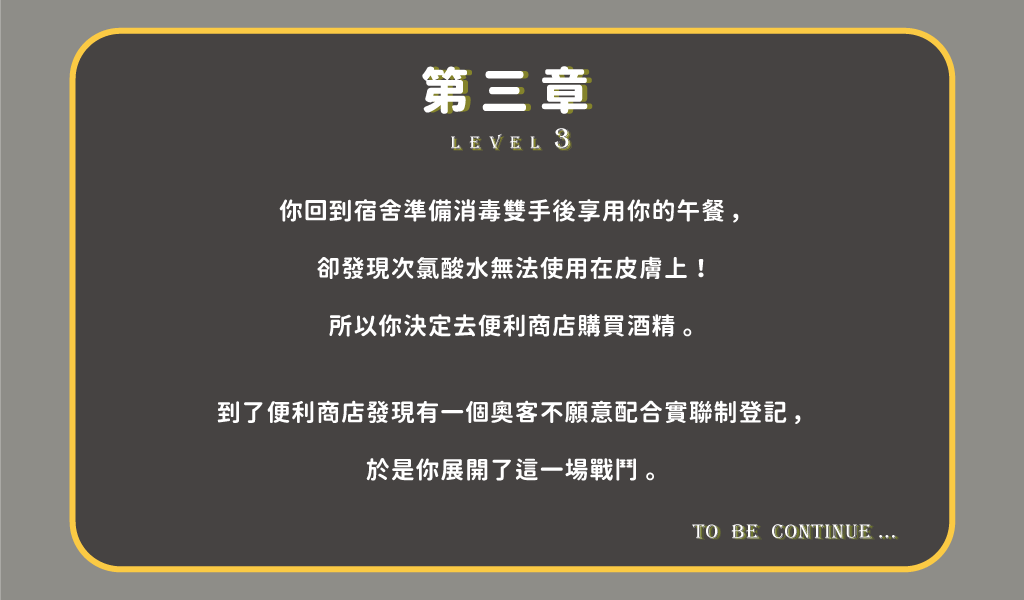 第三章
LEVEL 3
你回到宿舍準備消毒雙手後享用你的午餐，
卻發現次氯酸水無法使用在皮膚上！
所以你決定去便利商店購買酒精。
到了便利商店發現有一個奧客不願意配合實聯制登記，
於是你展開了這一場戰鬥。
TO BE CONTINUE ...